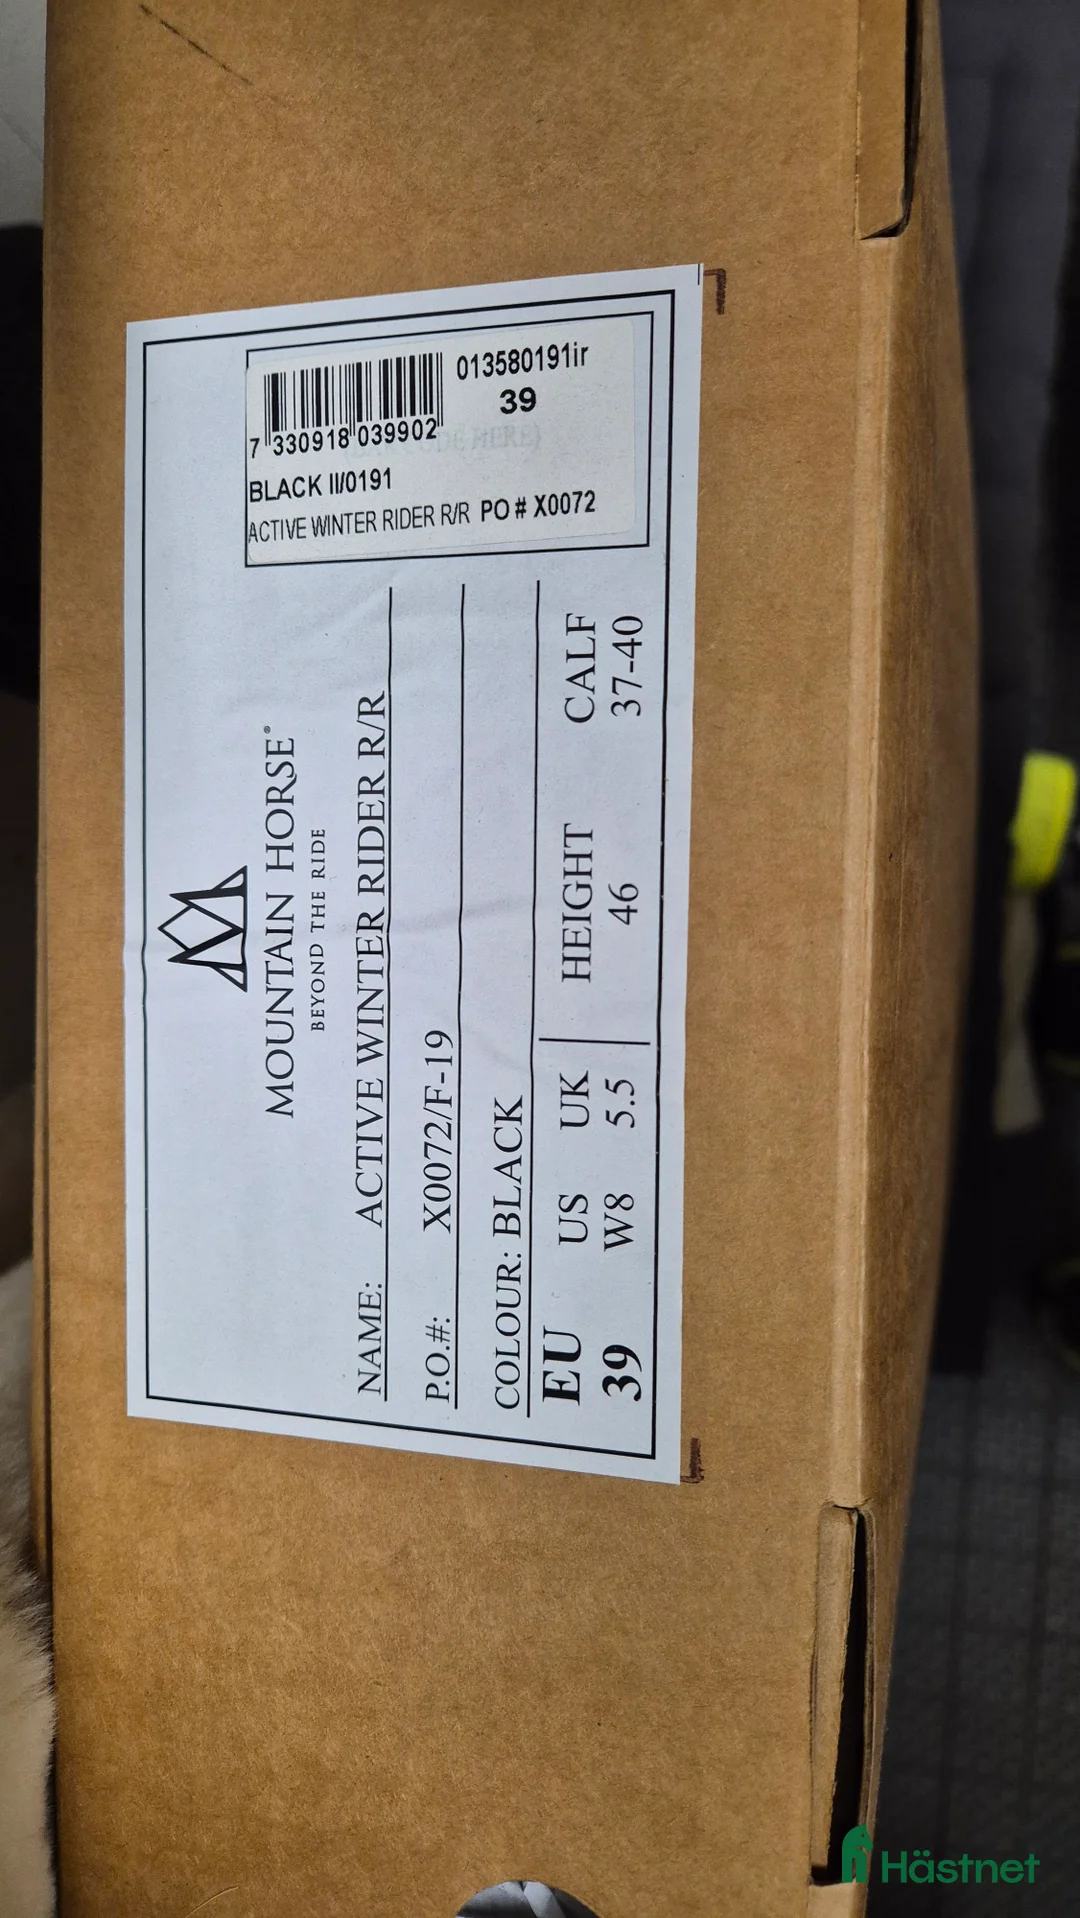 MOUNTAIN HORSE®
BEYOND THE RIDE
NAME: ACTIVE WINTER RIDER R/R
P.O.#: X0072/F-19
COLOUR: BLACK
EU US UK HEIGHT CALF
39 W8 5.5 46 37-40
013580191ir
39
7 330918 039902
BLACK II/0191
ACTIVE WINTER RIDER R/R PO # X0072
Hästnet